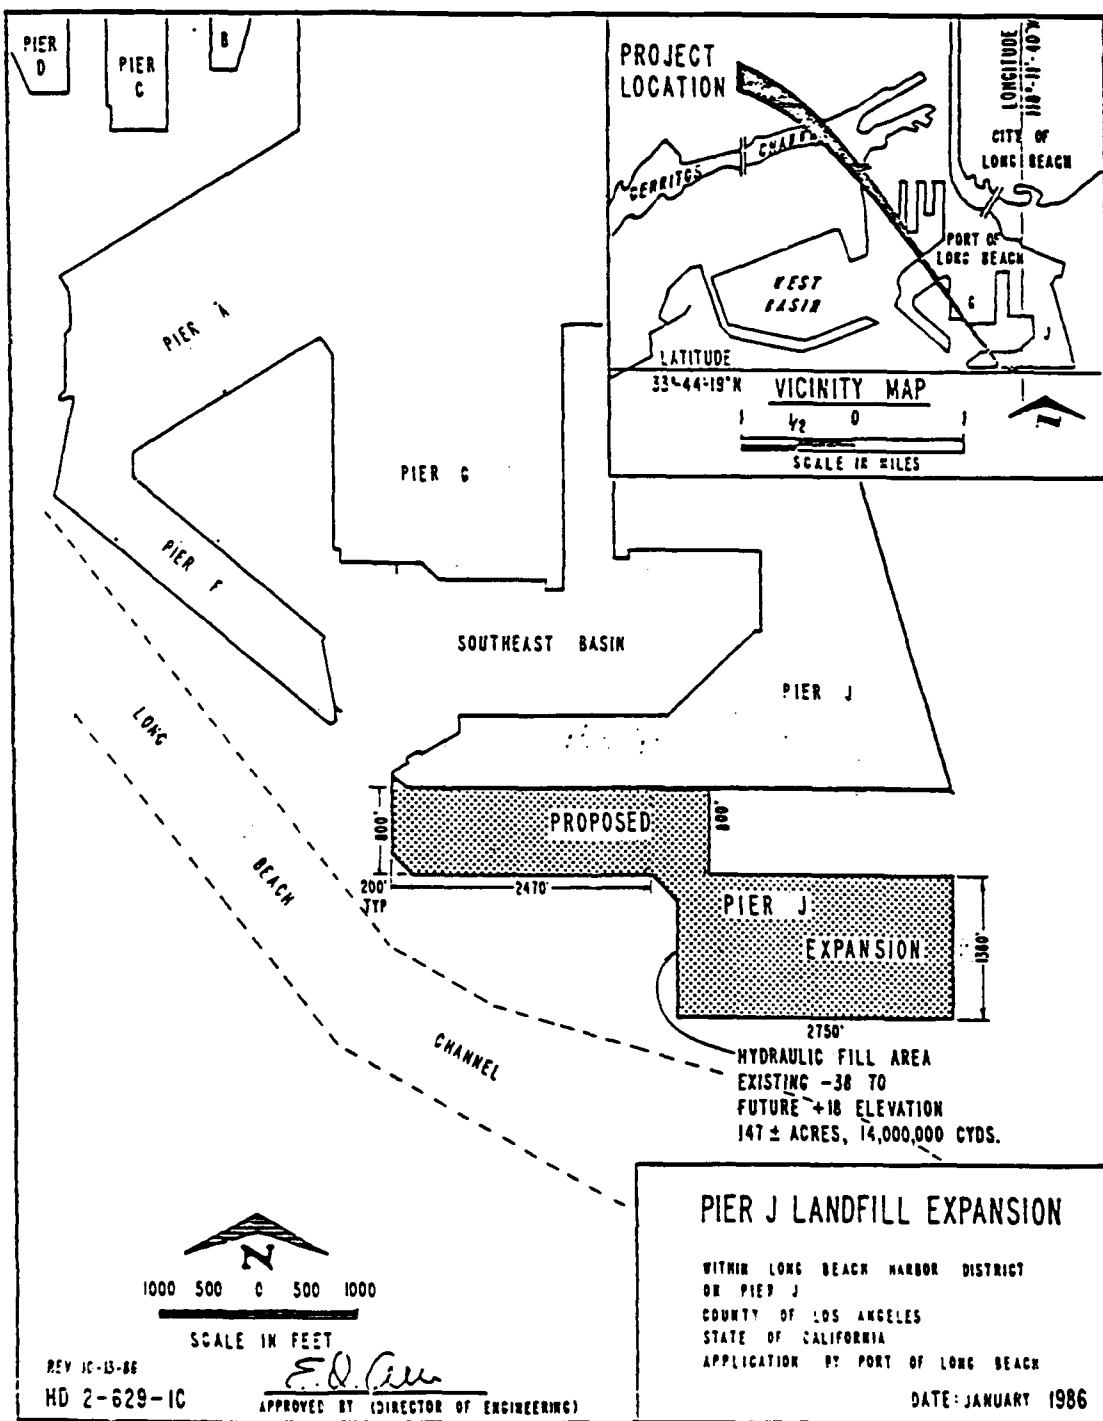 PIER
D
PIER
C
B
PROJECT
LOCATION
LONGITUDE
118°-11'-40"W
CITY OF
LONG BEACH
CERRITOS
PORT OF
LONG BEACH
WEST
BASIN
G
J
LATITUDE
33°-44'-19"N
VICINITY MAP
1 1/2 0 1
SCALE IN MILES
N
PIER A
PIER G
PIER F
SOUTHEAST BASIN
PIER J
LONG
BEACH
CHANNEL
800'
PROPOSED
800'
200'
TYP
2470'
PIER J
EXPANSION
1360'
2750'
HYDRAULIC FILL AREA
EXISTING -38 TO
FUTURE +18 ELEVATION
147 ± ACRES, 14,000,000 CYDS.
N
1000 500 0 500 1000
SCALE IN FEET
HD 2-629-1C
APPROVED BY (DIRECTOR OF ENGINEERING)
PIER J LANDFILL EXPANSION
WITHIN LONG BEACH HARBOR DISTRICT
ON PIER J
COUNTY OF LOS ANGELES
STATE OF CALIFORNIA
APPLICATION BY PORT OF LONG BEACH
DATE: JANUARY 1986